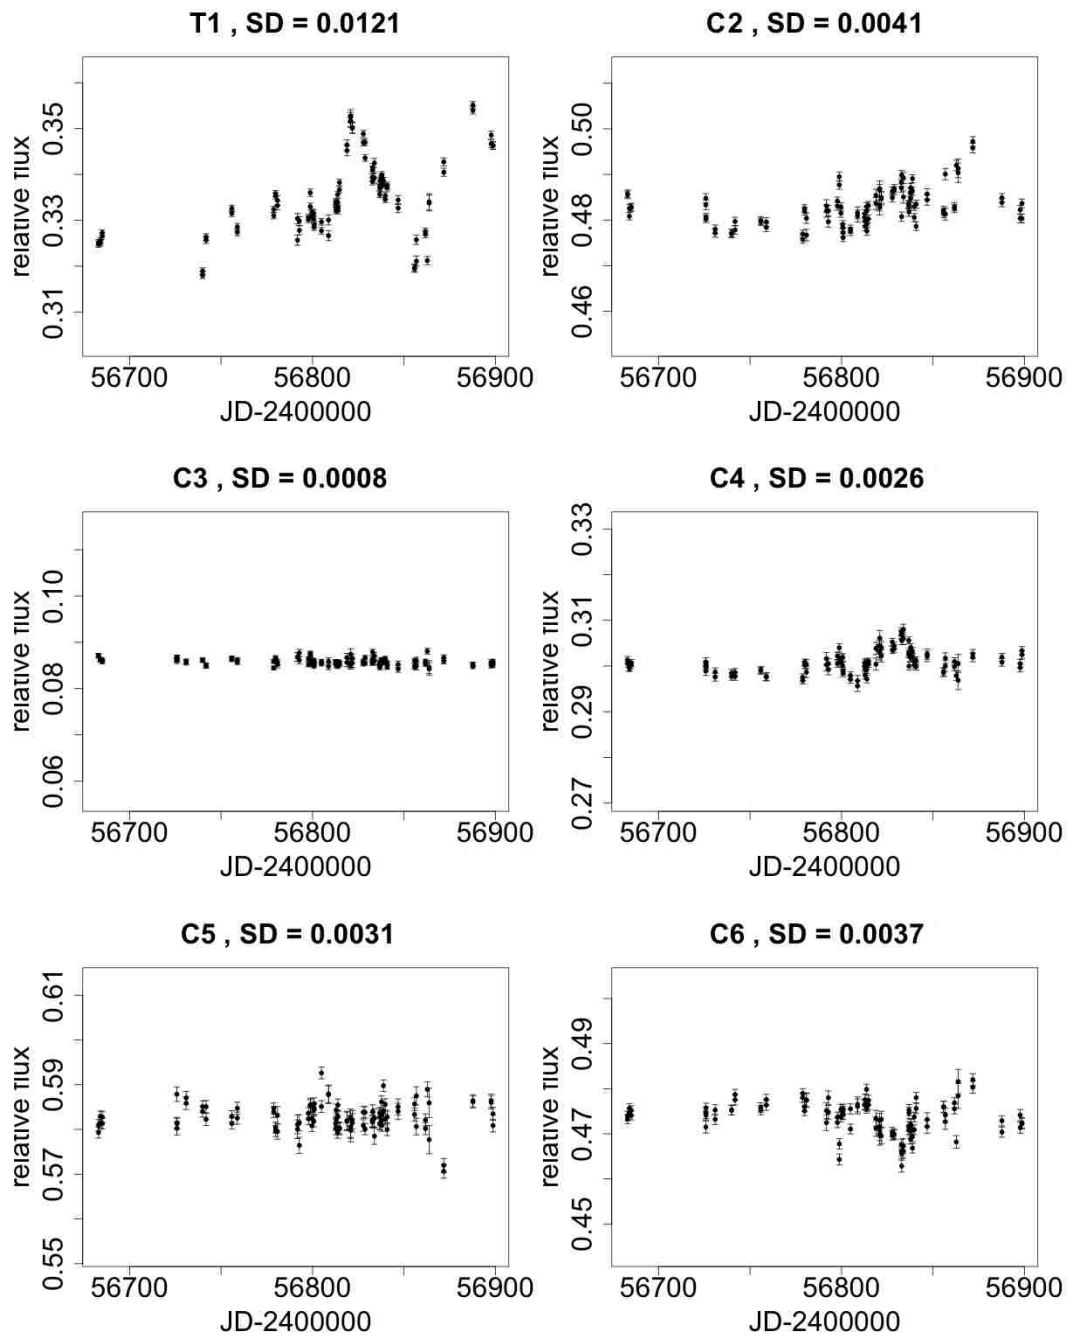 T1 , SD = 0.0121
C2 , SD = 0.0041
relative flux
0.31 0.33 0.35
56700 56800 56900
JD-2400000
relative flux
0.46 0.48 0.50
56700 56800 56900
JD-2400000
C3 , SD = 0.0008
C4 , SD = 0.0026
relative flux
0.06 0.08 0.10
56700 56800 56900
JD-2400000
relative flux
0.27 0.29 0.31 0.33
56700 56800 56900
JD-2400000
C5 , SD = 0.0031
C6 , SD = 0.0037
relative flux
0.55 0.57 0.59 0.61
56700 56800 56900
JD-2400000
relative flux
0.45 0.47 0.49
56700 56800 56900
JD-2400000